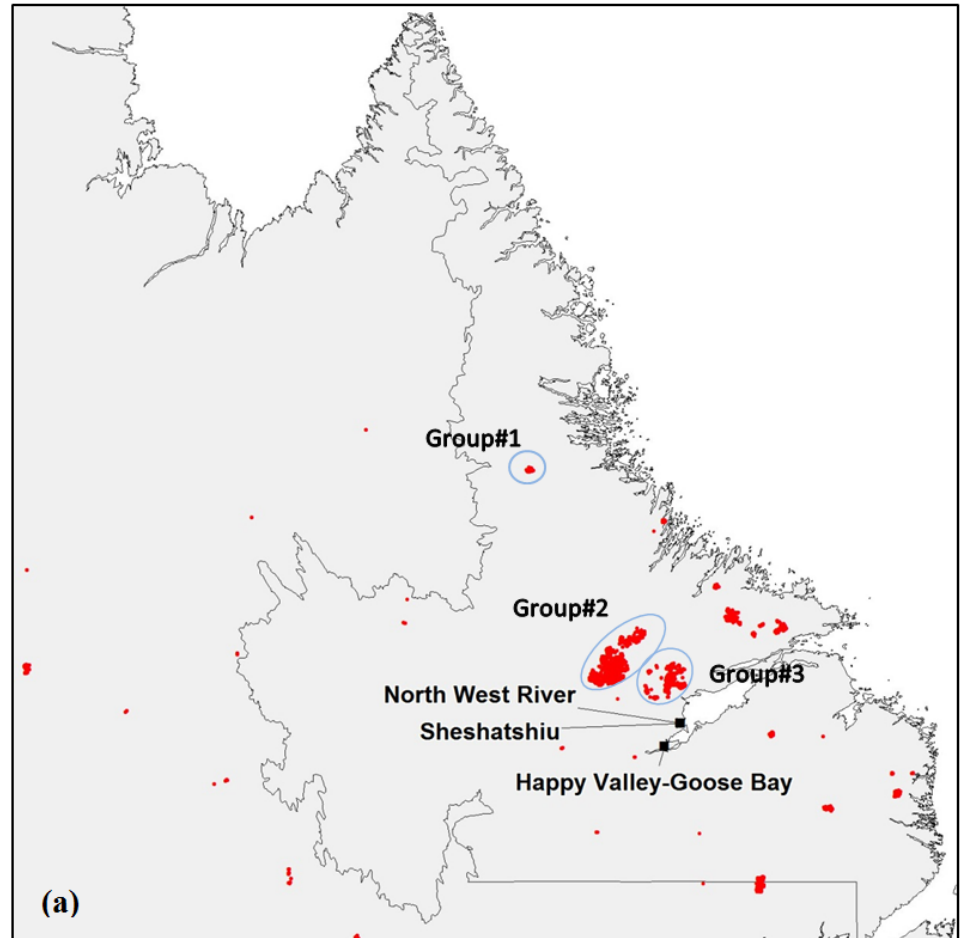 Group#1
Group#2
Group#3
North West River
Sheshatshiu
Happy Valley-Goose Bay
(a)